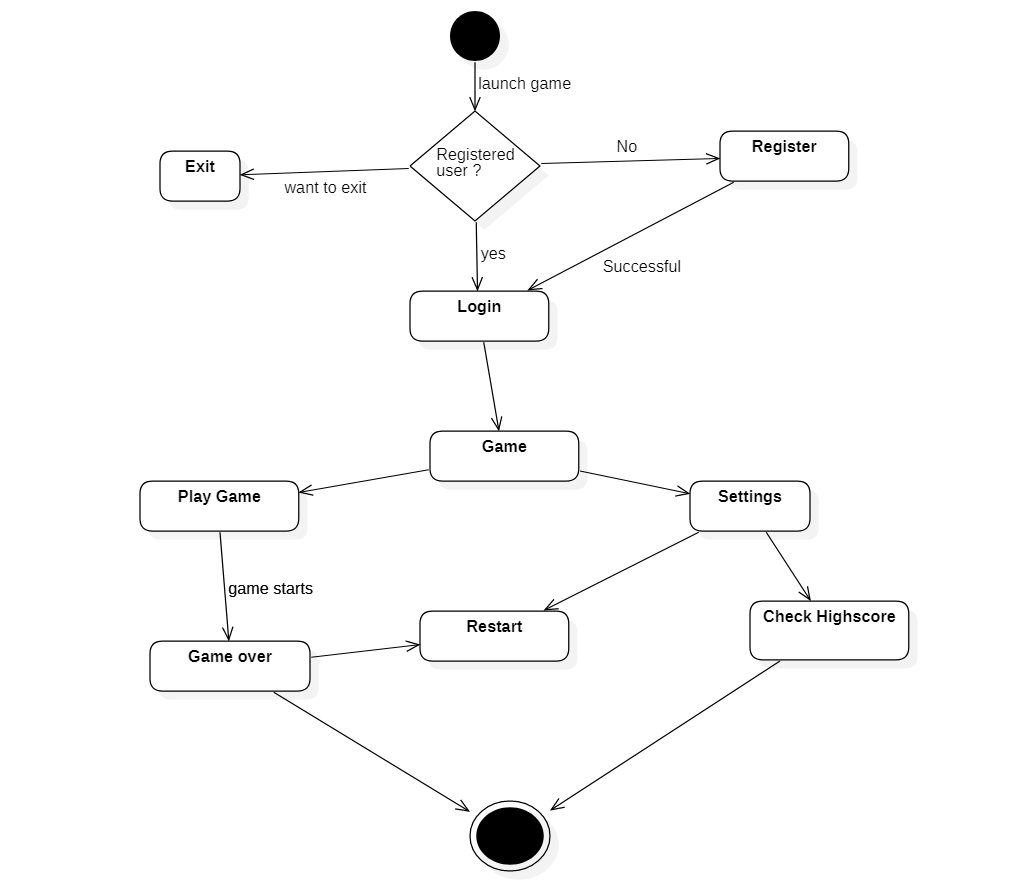 launch game
Registered
user ?
No
Register
Exit
want to exit
yes
Successful
Login
Game
Play Game
Settings
game starts
Restart
Check Highscore
Game over